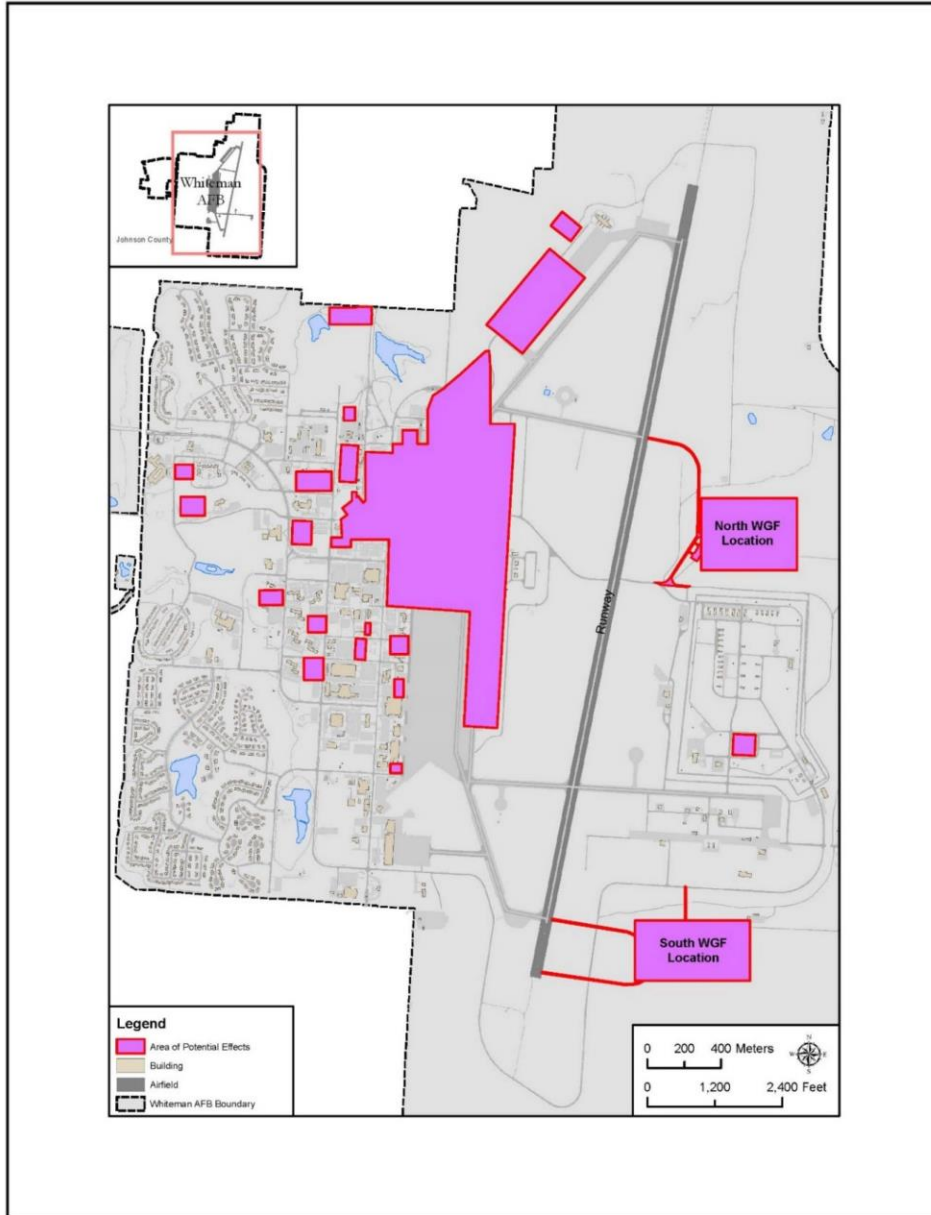 Whiteman
AFB
Johnson County
North WGF
Location
Runway
South WGF
Location
Legend
Area of Potential Effects
Building
Airfield
Whiteman AFB Boundary
0 200 400 Meters
0 1,200 2,400 Feet
N
W E
S